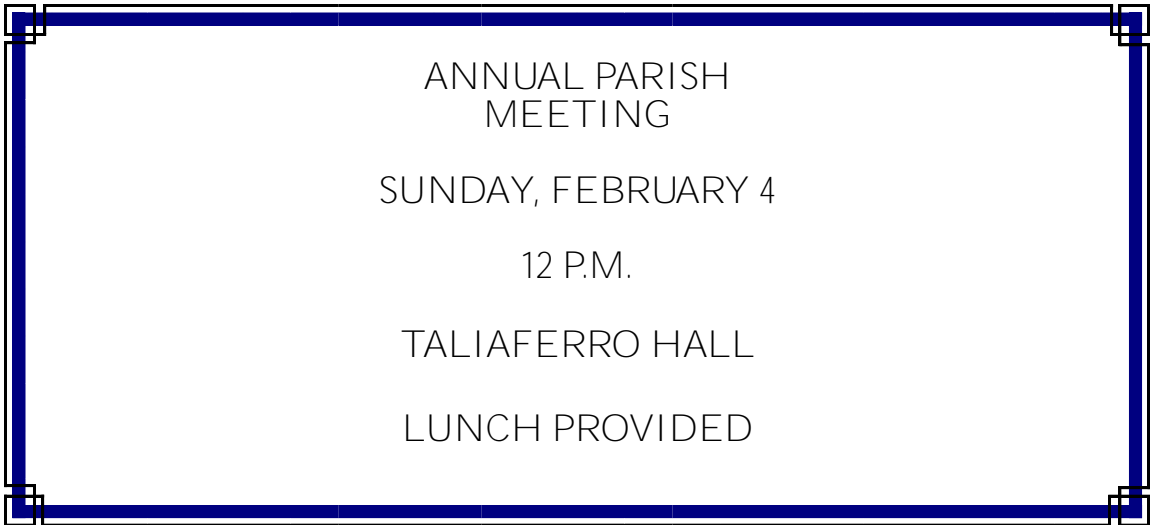 ANNUAL PARISH
MEETING
SUNDAY, FEBRUARY 4
12 P.M.
TALIAFERRO HALL
LUNCH PROVIDED